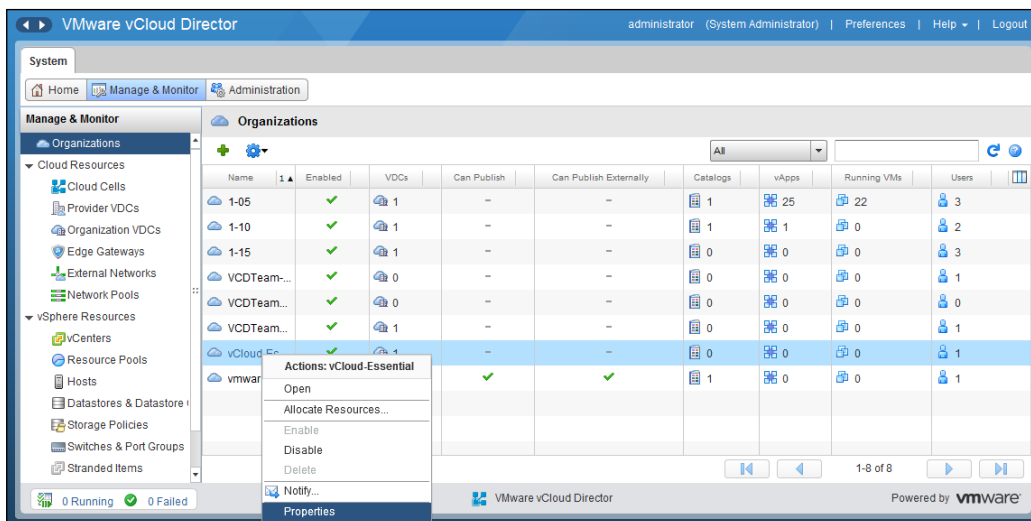 VMware vCloud Director
administrator (System Administrator) | Preferences | Help | Logout
System
Home Manage & Monitor Administration
Manage & Monitor
Organizations
Cloud Resources
Cloud Cells
Provider VDCs
Organization VDCs
Edge Gateways
External Networks
Network Pools
vSphere Resources
vCenters
Resource Pools
Hosts
Datastores & Datastore
Storage Policies
Switches & Port Groups
Stranded Items
Organizations
All
Name 1 Enabled VDCs Can Publish Can Publish Externally Catalogs vApps Running VMs Users
1-05 1 – – 1 25 22 3
1-10 1 – – 1 1 0 2
1-15 1 – – 0 0 0 3
VCDTeam-... 0 – – 0 0 0 1
VCDTeam... 0 – – 0 0 0 0
VCDTeam... 1 – – 0 0 0 1
vCloud-Es... 1 – – 0 0 0 1
vmwar 1 0 0 1
Actions: vCloud-Essential
Open
Allocate Resources...
Enable
Disable
Delete
Notify...
Properties
1-8 of 8
0 Running 0 Failed
VMware vCloud Director
Powered by vmware